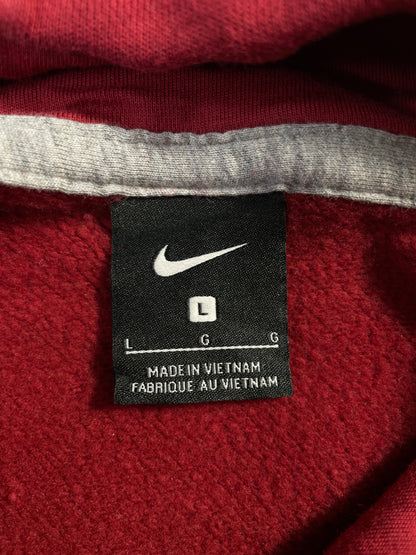 L
L G G
MADE IN VIETNAM
FABRIQUE AU VIETNAM